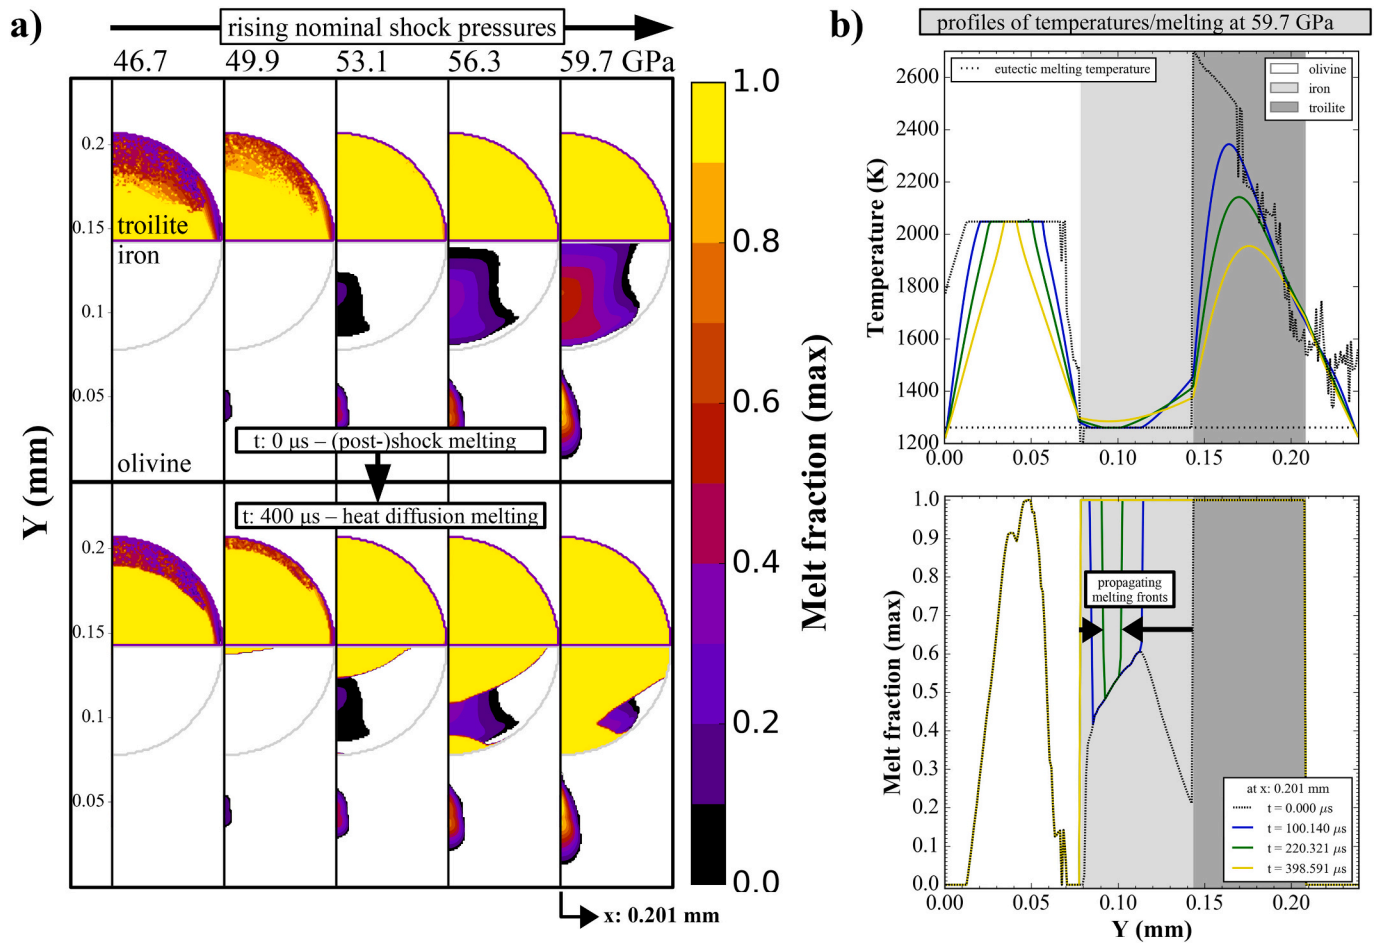 a)
rising nominal shock pressures
46.7 49.9 53.1 56.3 59.7 GPa
0.2
0.15
0.1
0.05
troilite
iron
olivine
t: 0 µs – (post-)shock melting
t: 400 µs – heat diffusion melting
0.2
0.15
0.1
0.05
Y (mm)
x: 0.201 mm
1.0
0.8
0.6
0.4
0.2
0.0
Melt fraction (max)
b)
profiles of temperatures/melting at 59.7 GPa
eutectic melting temperature
olivine
iron
troilite
2600
2400
2200
2000
1800
1600
1400
1200
Temperature (K)
0.00 0.05 0.10 0.15 0.20
1.0
0.9
0.8
0.7
0.6
0.5
0.4
0.3
0.2
0.1
0.0
Melt fraction (max)
propagating
melting fronts
at x: 0.201 mm
t = 0.000 µs
t = 100.140 µs
t = 220.321 µs
t = 398.591 µs
0.00 0.05 0.10 0.15 0.20
Y (mm)